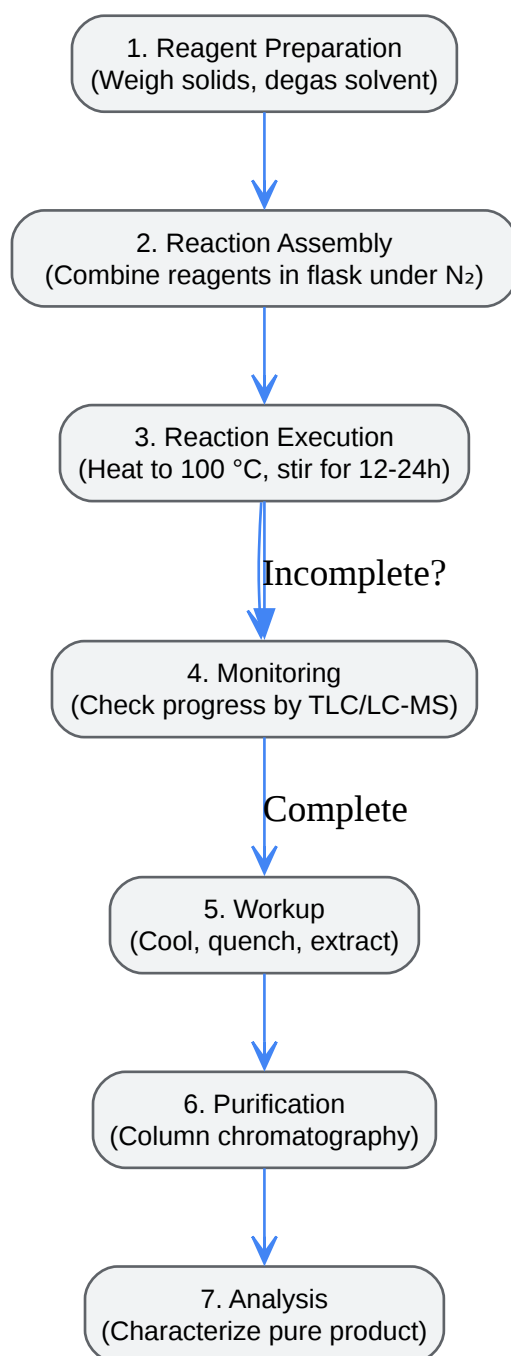 1. Reagent Preparation
(Weigh solids, degas solvent)
2. Reaction Assembly
(Combine reagents in flask under N₂)
3. Reaction Execution
(Heat to 100 °C, stir for 12-24h)
Incomplete?
4. Monitoring
(Check progress by TLC/LC-MS)
Complete
5. Workup
(Cool, quench, extract)
6. Purification
(Column chromatography)
7. Analysis
(Characterize pure product)